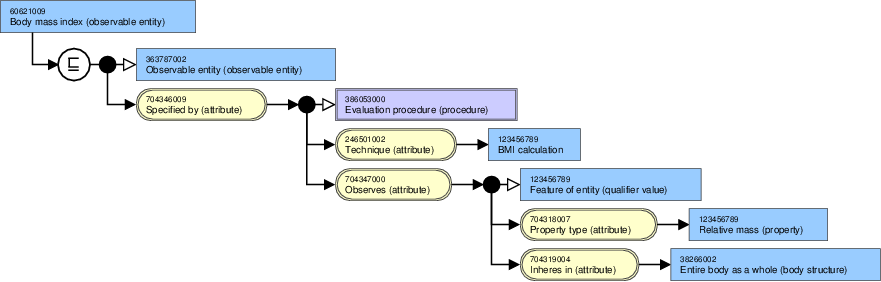 60621009
Body mass index (observable entity)
⊑
363787002
Observable entity (observable entity)
704346009
Specified by (attribute)
386053000
Evaluation procedure (procedure)
246501002
Technique (attribute)
123456789
BMI calculation
704347000
Observes (attribute)
123456789
Feature of entity (qualifier value)
704318007
Property type (attribute)
123456789
Relative mass (property)
704319004
Inheres in (attribute)
38266002
Entire body as a whole (body structure)